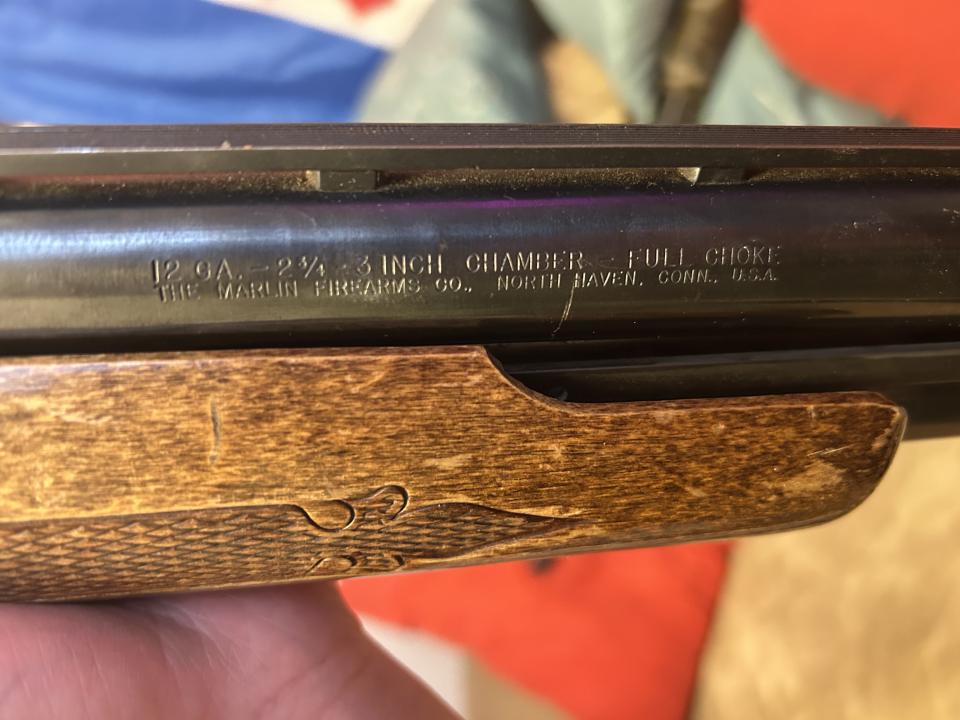 12 GA. - 2¾ - 3 INCH CHAMBER - FULL CHOKE
THE MARLIN FIREARMS CO., NORTH HAVEN, CONN., U.S.A.